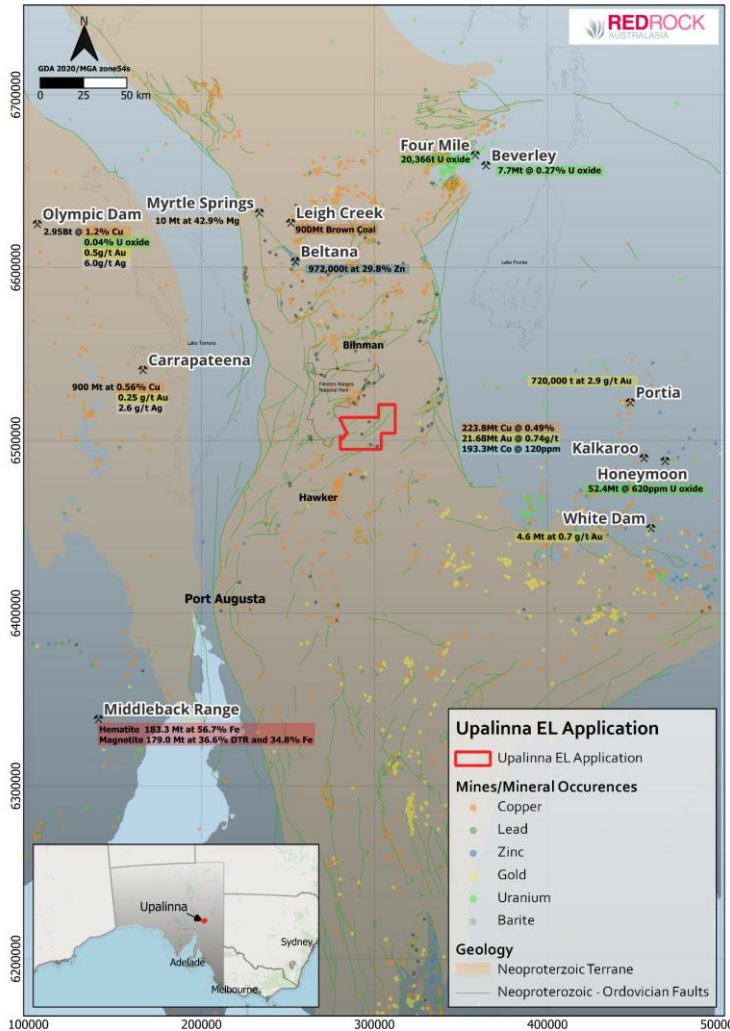 N
GDA 2020/MGA zone54s
0 25 50 km
REDROCK
AUSTRALASIA
6700000
6600000
6500000
6400000
6300000
6200000
Four Mile
20,366t U oxide
Beverley
7.7Mt @ 0.27% U oxide
Myrtle Springs
10 Mt at 42.9% Mg
Leigh Creek
900Mt Brown Coal
Olympic Dam
2.95Bt @ 1.2% Cu
0.04% U oxide
0.5g/t Au
6.0g/t Ag
Beltana
972,000t at 29.8% Zn
Lake Frome
Lake Torrens
Blinman
Carrapateena
900 Mt at 0.56% Cu
0.25 g/t Au
2.6 g/t Ag
Flinders Ranges
National Park
720,000 t at 2.9 g/t Au
Portia
223.8Mt Cu @ 0.49%
21.68Mt Au @ 0.74g/t
193.3Mt Co @ 120ppm
Kalkaroo
Honeymoon
52.4Mt @ 620ppm U oxide
Hawker
White Dam
4.6 Mt at 0.7 g/t Au
Port Augusta
Middleback Range
Hematite 183.3 Mt at 56.7% Fe
Magnetite 179.0 Mt at 36.6% DTR and 34.8% Fe
Upalinna EL Application
Upalinna EL Application
Mines/Mineral Occurences
Copper
Lead
Zinc
Gold
Uranium
Barite
Geology
Neoproterzoic Terrane
Neoproterozoic - Ordovician Faults
Upalinna
Sydney
Adelade
Melbourne
100000 200000 300000 400000 50000